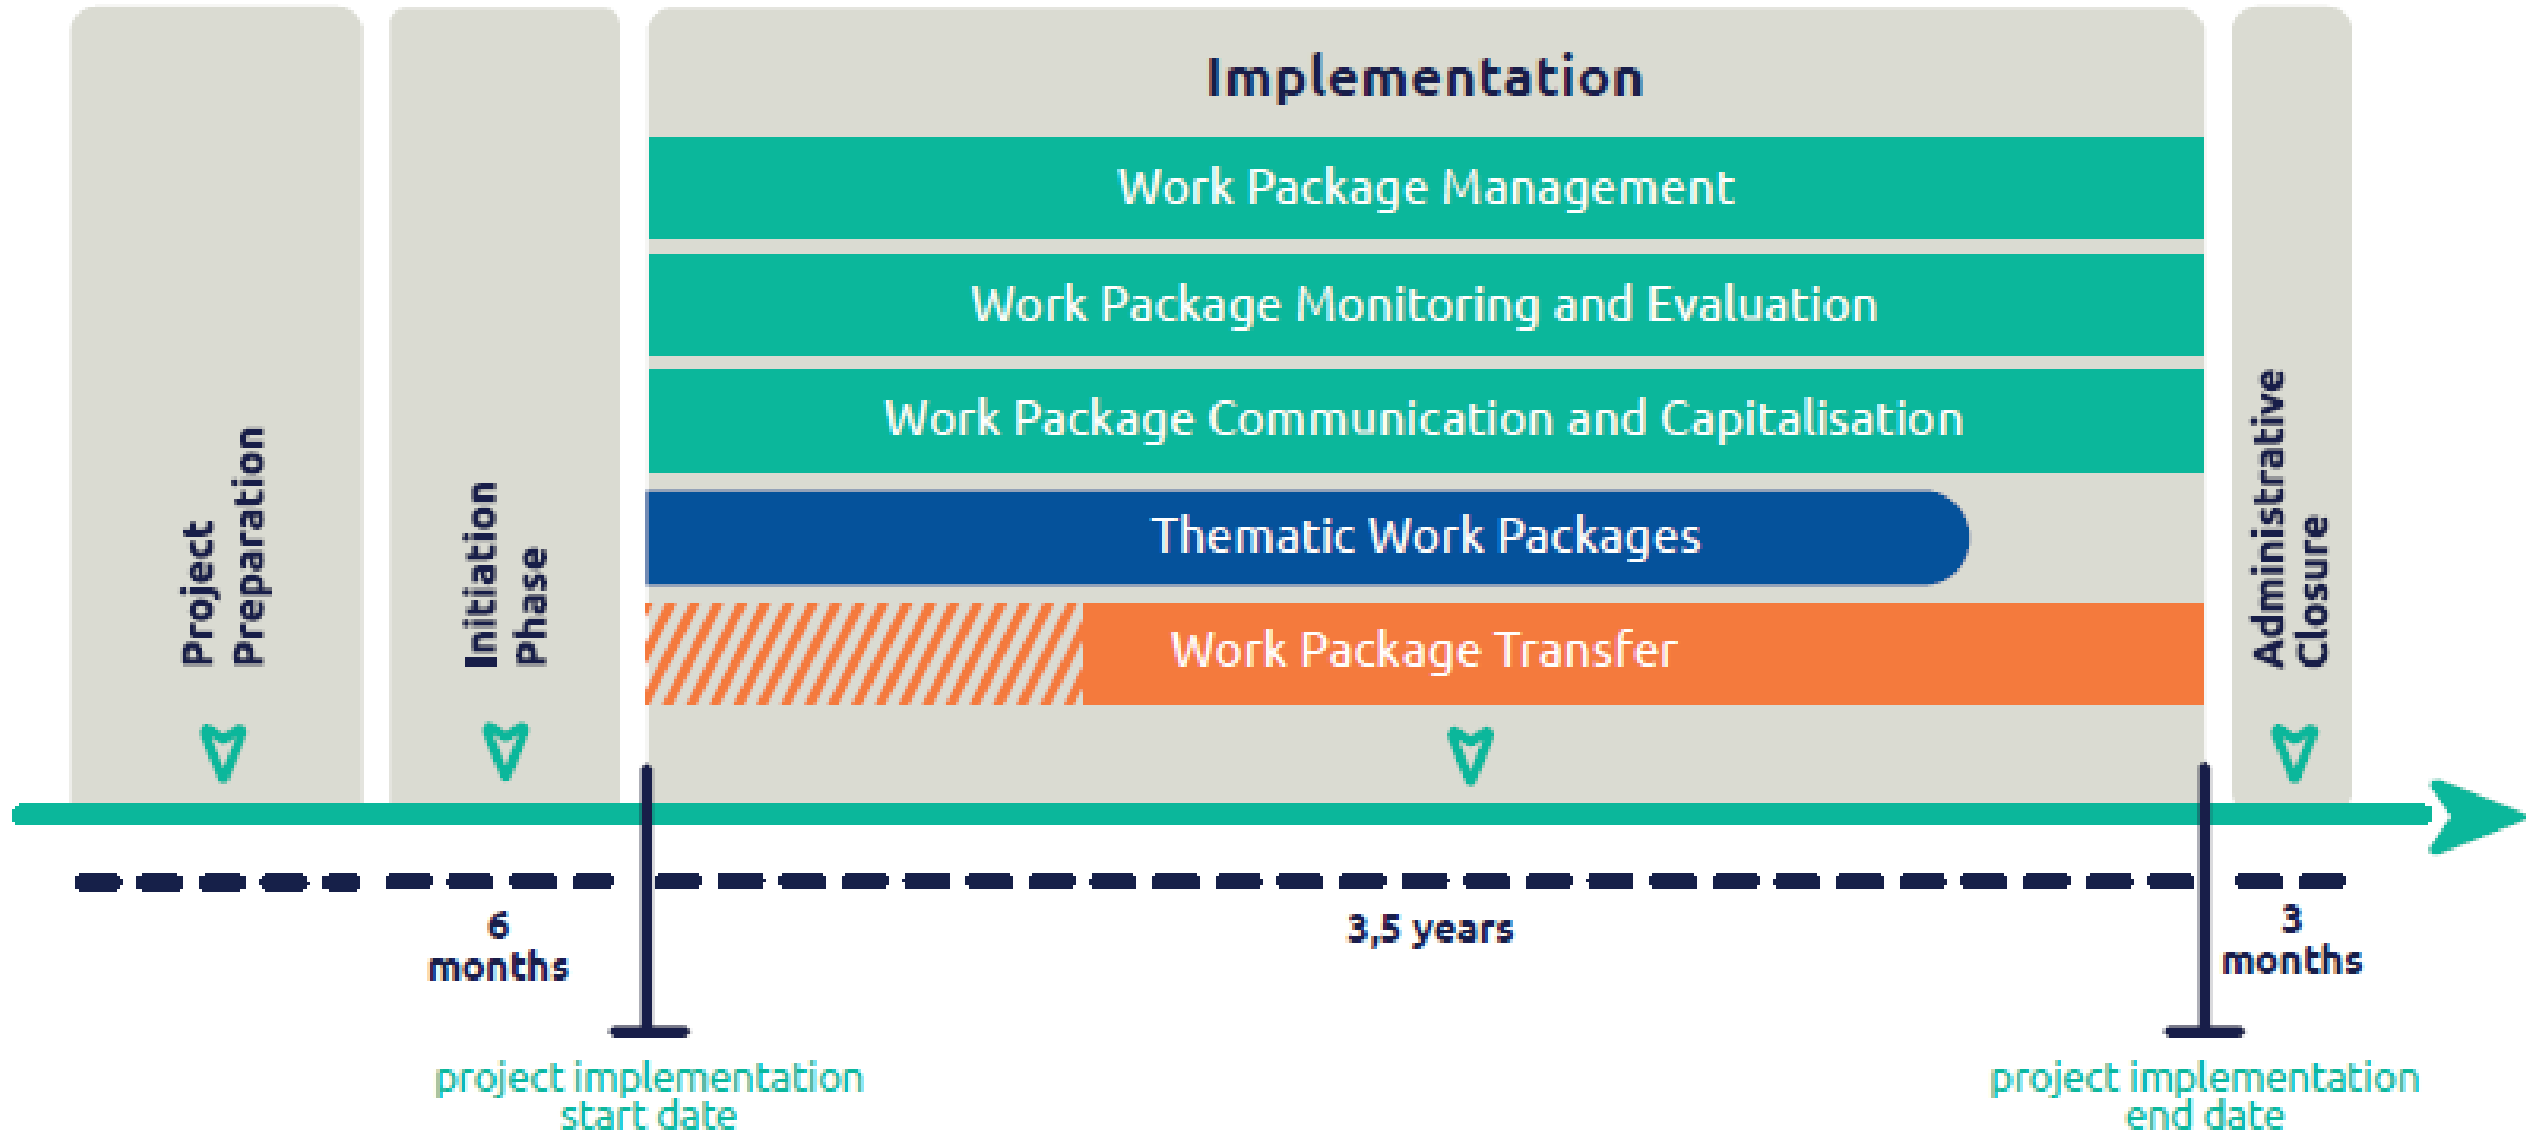 Implementation
Work Package Management
Work Package Monitoring and Evaluation
Work Package Communication and Capitalisation
Thematic Work Packages
Work Package Transfer
Project
Preparation
Initiation
Phase
Administrative
Closure
6
months
3,5 years
3
months
project implementation
start date
project implementation
end date